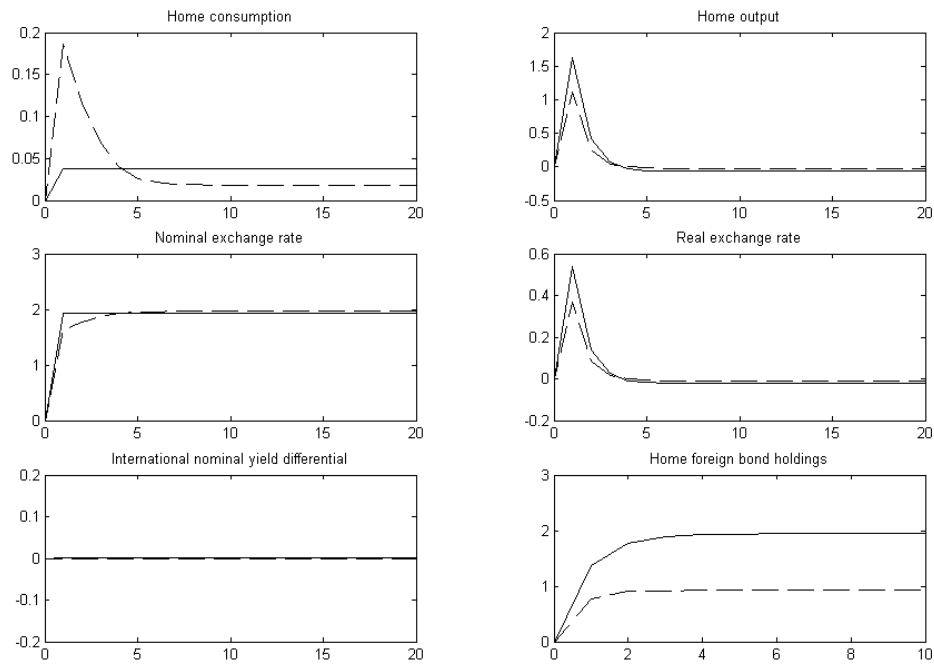 Home consumption
0.2
0.15
0.1
0.05
0
0 5 10 15 20
Home output
2
1.5
1
0.5
0
-0.5
0 5 10 15 20
Nominal exchange rate
3
2
1
0
0 5 10 15 20
Real exchange rate
0.6
0.4
0.2
0
-0.2
0 5 10 15 20
International nominal yield differential
0.2
0.1
0
-0.1
-0.2
0 5 10 15 20
Home foreign bond holdings
3
2
1
0
0 2 4 6 8 10